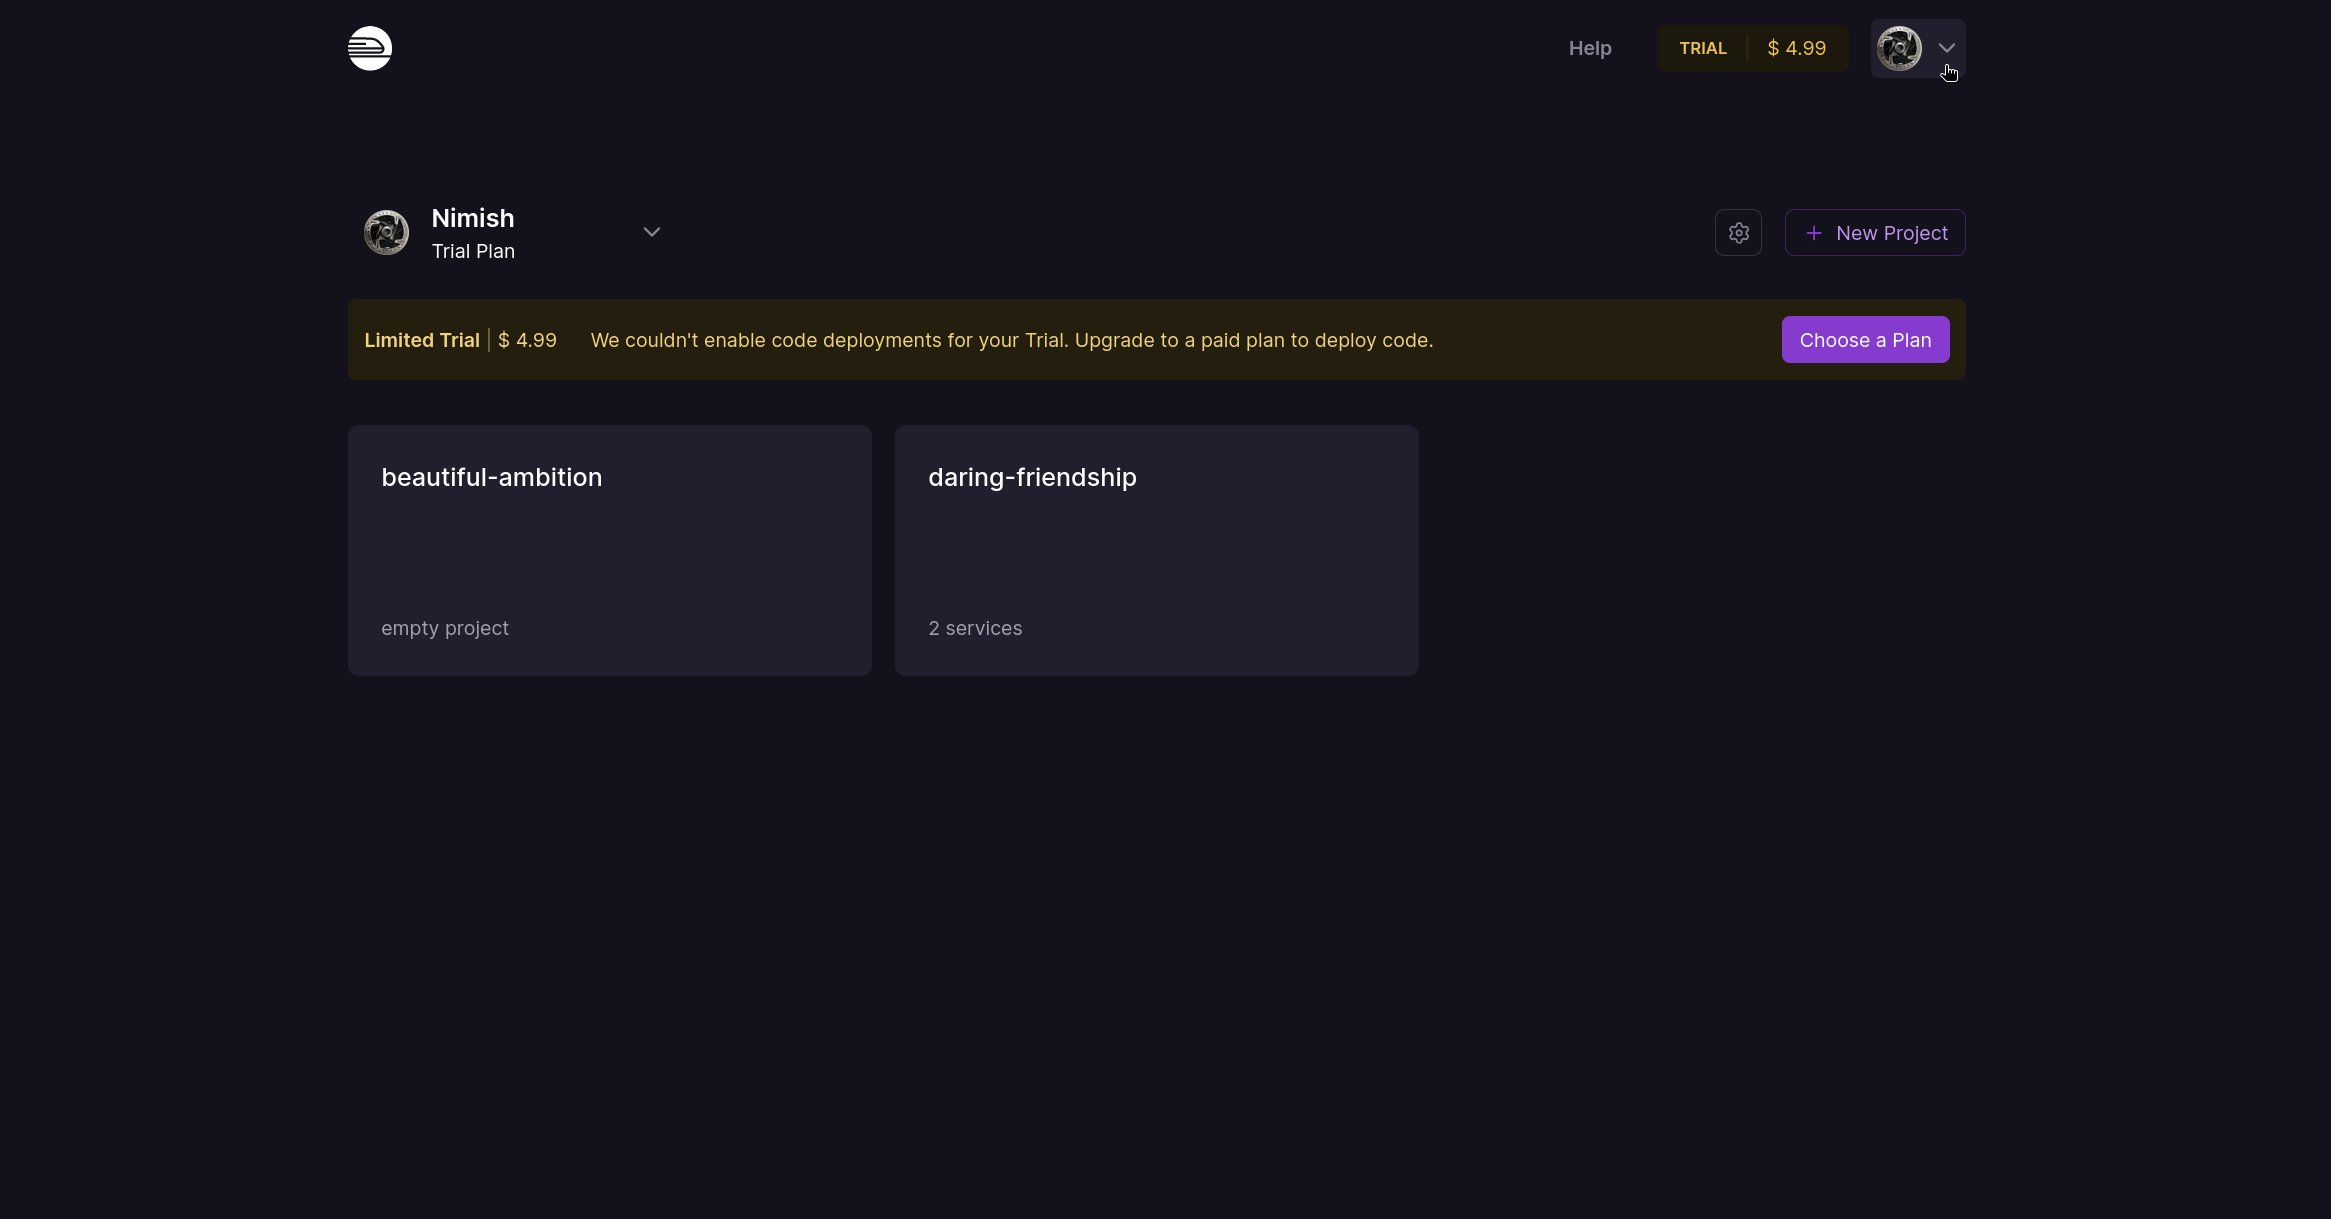 Help
TRIAL $ 4.99
Nimish
Trial Plan
New Project
Limited Trial | $ 4.99 We couldn't enable code deployments for your Trial. Upgrade to a paid plan to deploy code. Choose a Plan
beautiful-ambition
empty project
daring-friendship
2 services